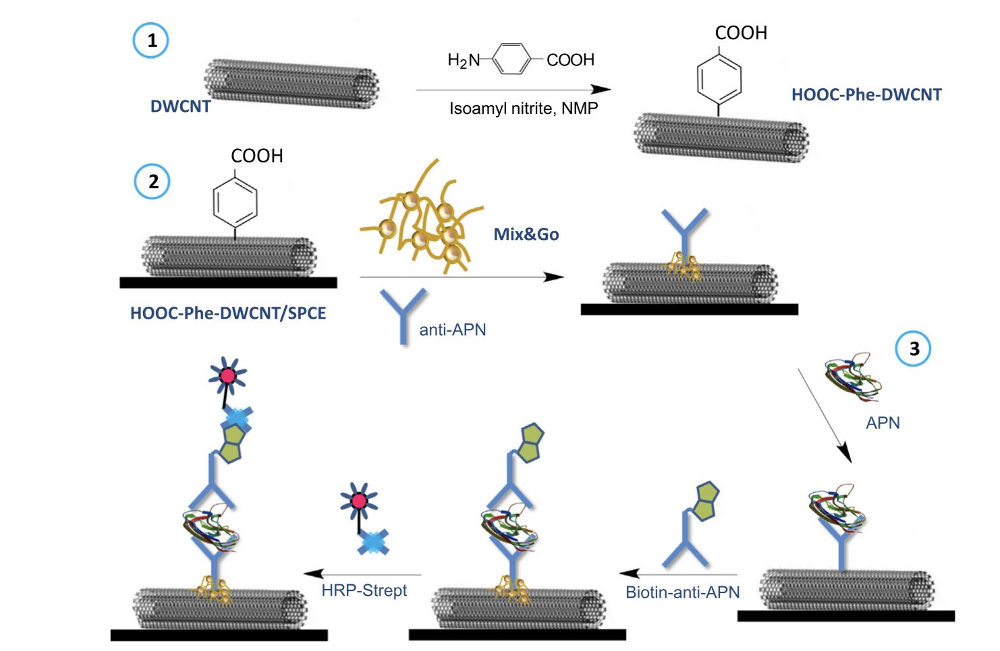 1
DWCNT
H₂N
COOH
Isoamyl nitrite, NMP
COOH
HOOC-Phe-DWCNT
2
COOH
HOOC-Phe-DWCNT/SPCE
Mix&Go
anti-APN
3
APN
Biotin-anti-APN
HRP-Strept